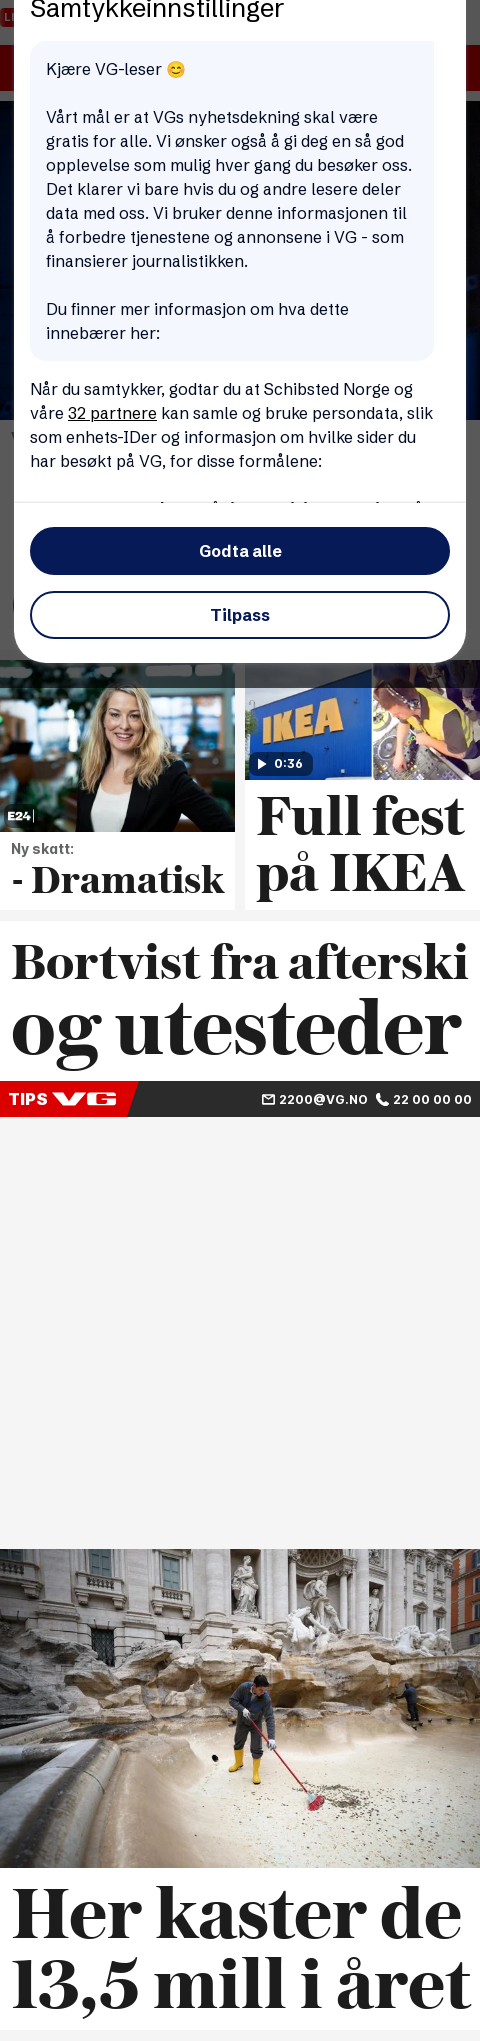 Samtykkeinnstillinger
Kjære VG-leser 😊
Vårt mål er at VGs nyhetsdekning skal være
gratis for alle. Vi ønsker også å gi deg en så god
opplevelse som mulig hver gang du besøker oss.
Det klarer vi bare hvis du og andre lesere deler
data med oss. Vi bruker denne informasjonen til
å forbedre tjenestene og annonsene i VG - som
finansierer journalistikken.
Du finner mer informasjon om hva dette
innebærer her:
Når du samtykker, godtar du at Schibsted Norge og
våre 32 partnere kan samle og bruke persondata, slik
som enhets-IDer og informasjon om hvilke sider du
har besøkt på VG, for disse formålene:
Godta alle
Tilpass
E24
Ny skatt:
- Dramatisk
IKEA
0:36
Full fest
på IKEA
Bortvist fra afterski
og utesteder
TIPS VG
2200@VG.NO 22 00 00 00
Her kaster de
13,5 mill i året